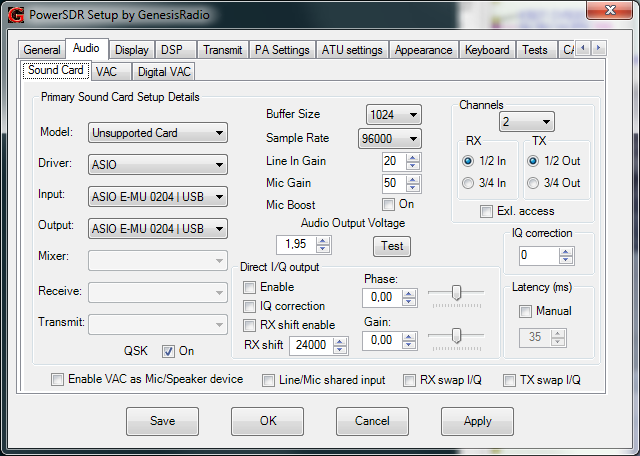 PowerSDR Setup by GenesisRadio
General Audio Display DSP Transmit PA Settings ATU settings Appearance Keyboard Tests CA
Sound Card VAC Digital VAC
Primary Sound Card Setup Details
Model: Unsupported Card
Driver: ASIO
Input: ASIO E-MU 0204 | USB
Output: ASIO E-MU 0204 | USB
Mixer:
Receive:
Transmit:
QSK On
Buffer Size 1024
Sample Rate 96000
Line In Gain 20
Mic Gain 50
Mic Boost On
Audio Output Voltage
1,95 Test
Direct I/Q output
Enable
IQ correction
RX shift enable
RX shift 24000
Phase:
0,00
Gain:
0,00
Channels
2
RX TX
1/2 In 1/2 Out
3/4 In 3/4 Out
Exl. access
IQ correction
0
Latency (ms)
Manual
35
Enable VAC as Mic/Speaker device Line/Mic shared input RX swap I/Q TX swap I/Q
Save OK Cancel Apply